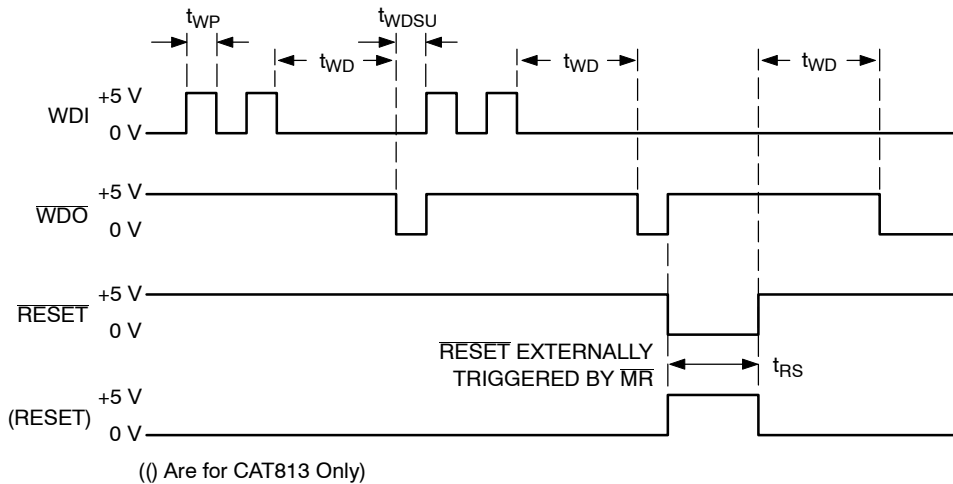 tWP
tWDSU
tWD
tWD
tWD
WDI
+5 V
0 V
WDO
+5 V
0 V
RESET
+5 V
0 V
RESET EXTERNALLY
TRIGGERED BY MR
tRS
(RESET)
+5 V
0 V
(() Are for CAT813 Only)